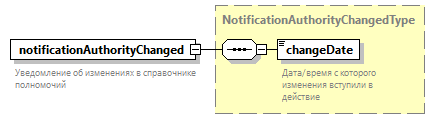 NotificationAuthorityChangedType
notificationAuthorityChanged
changeDate
Уведомление об изменениях в справочнике
полномочий
Дата/время с которого
изменения вступили в
действие